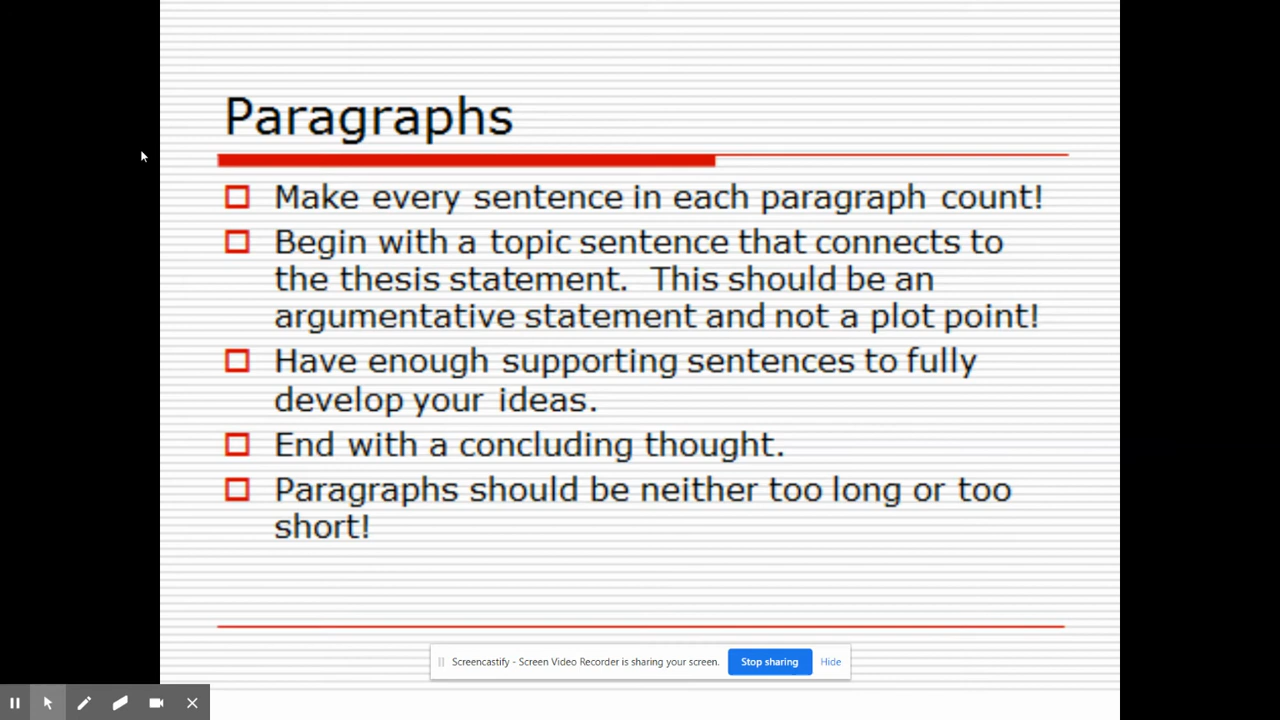 Paragraphs
Make every sentence in each paragraph count!
Begin with a topic sentence that connects to
the thesis statement.  This should be an
argumentative statement and not a plot point!
Have enough supporting sentences to fully
develop your ideas.
End with a concluding thought.
Paragraphs should be neither too long or too
short!
Screencastify - Screen Video Recorder is sharing your screen.
Stop sharing
Hide